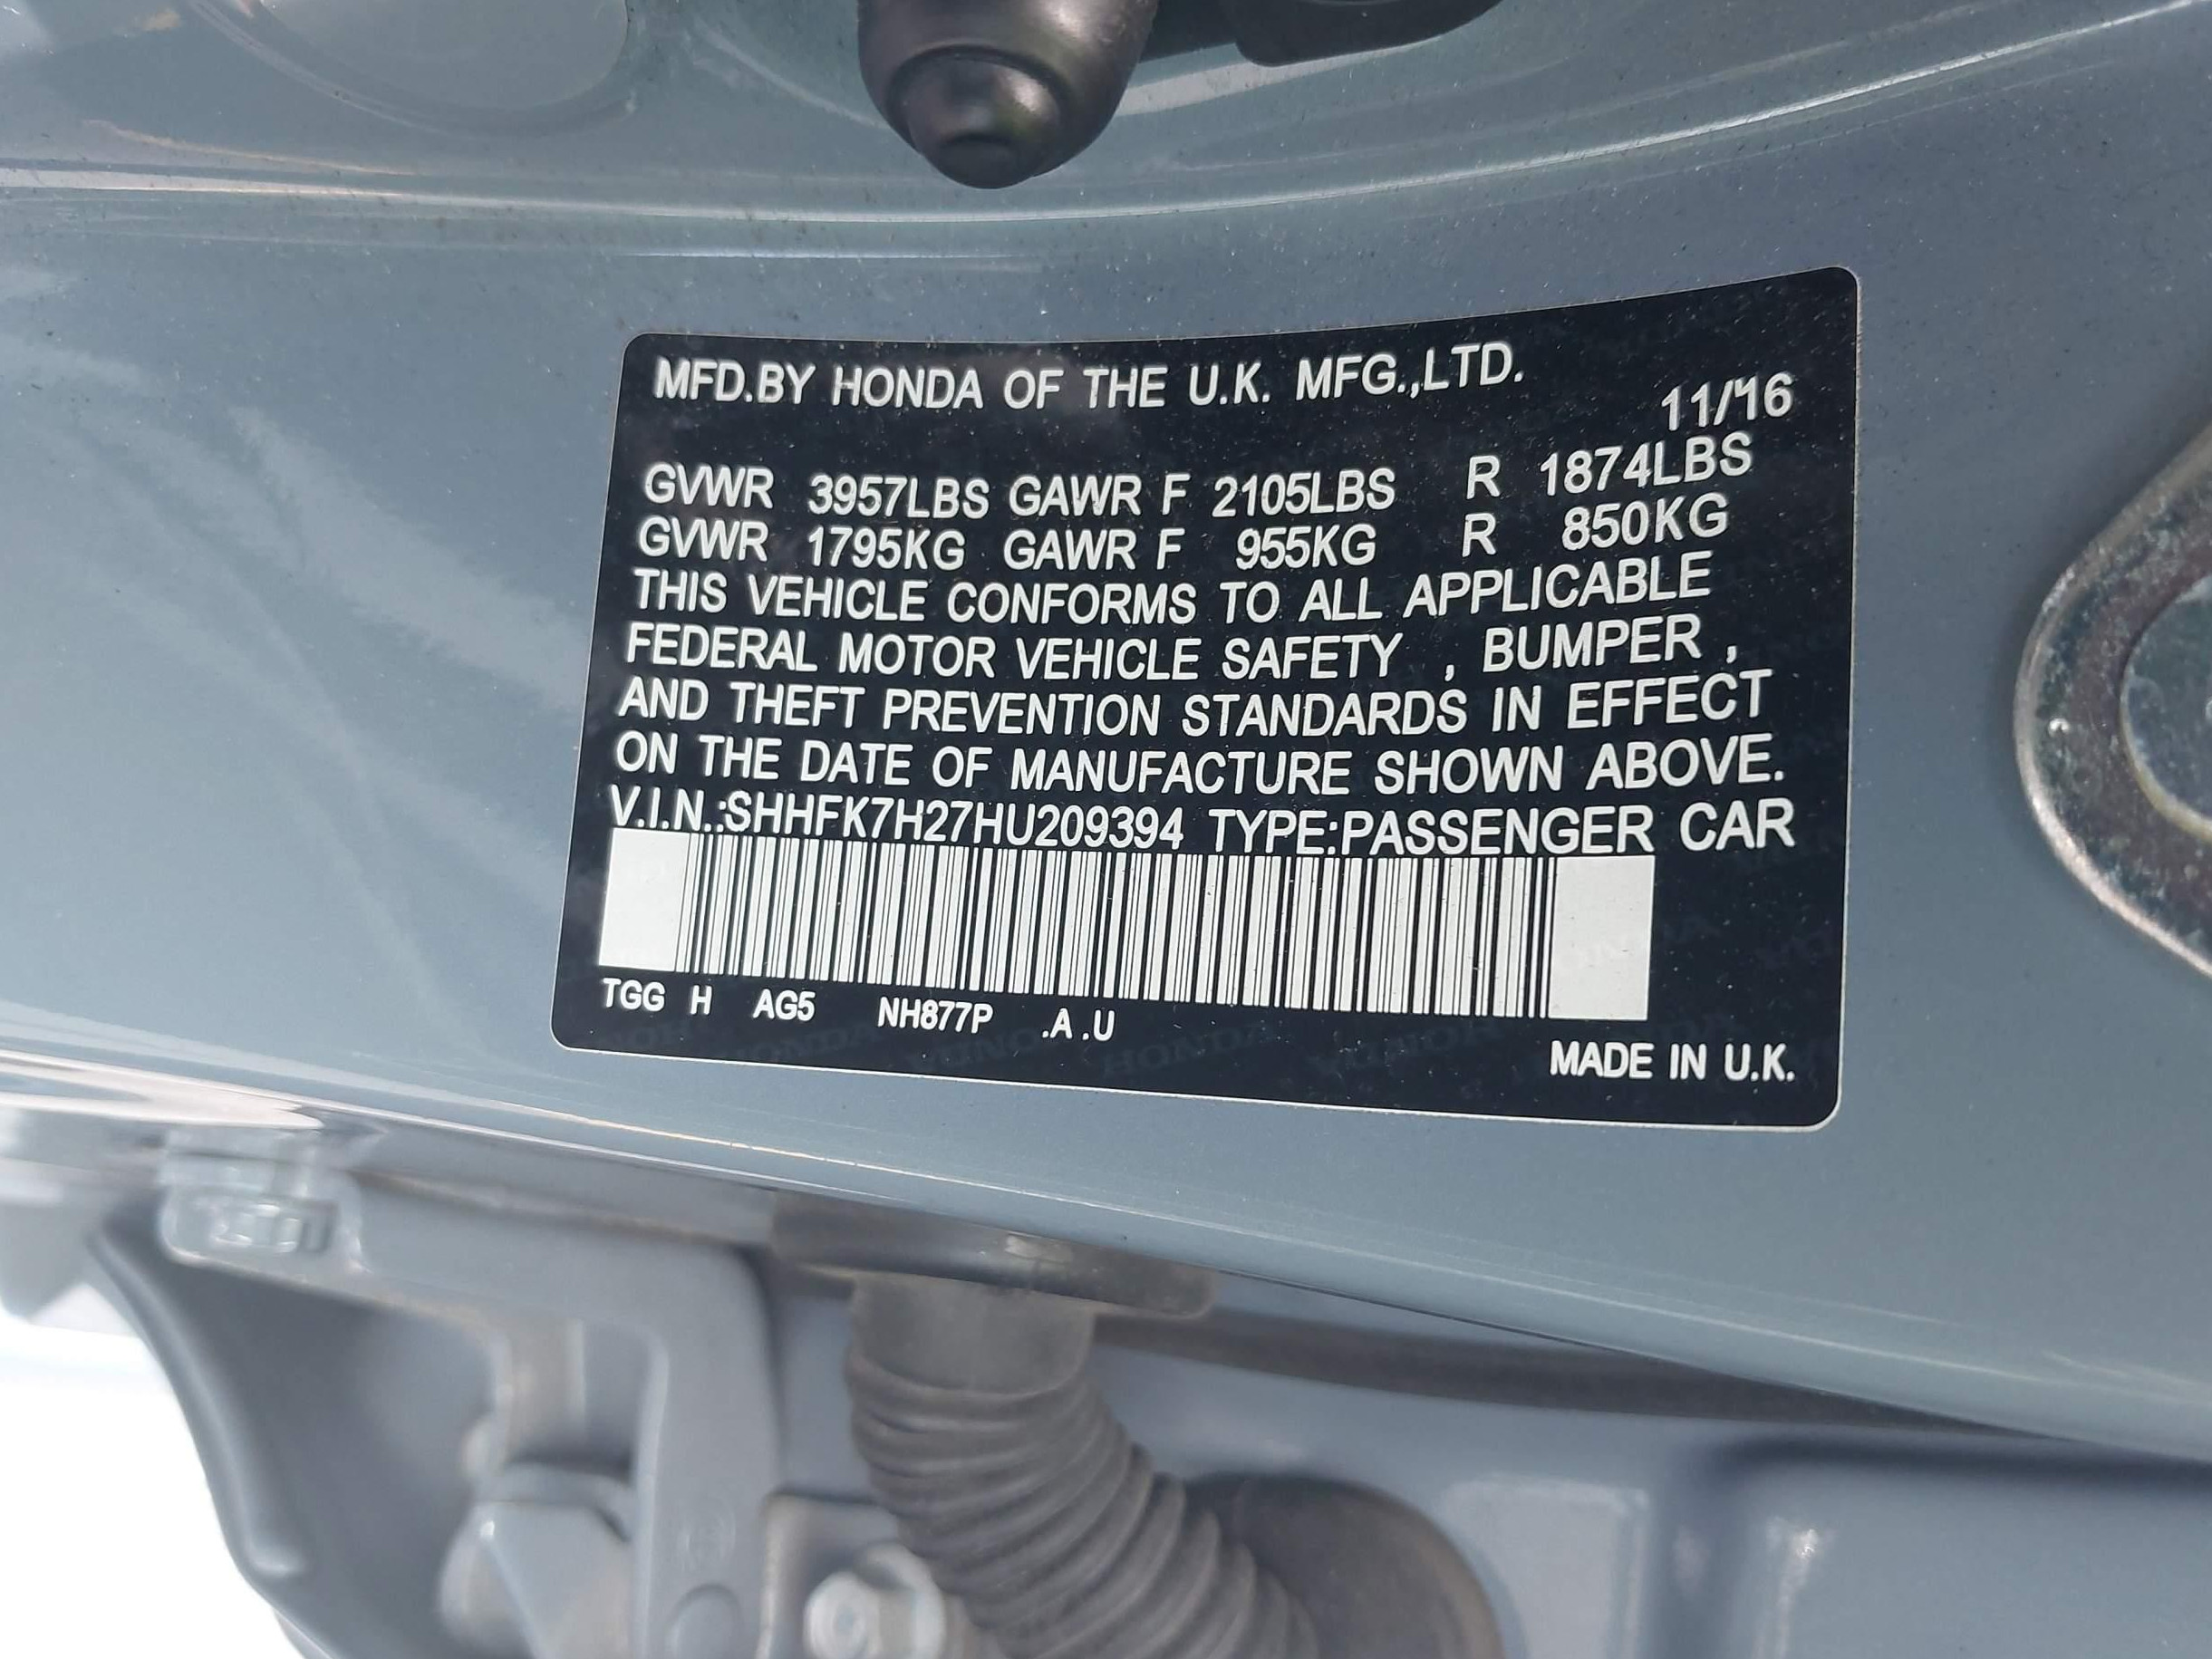 MFD.BY HONDA OF THE U.K. MFG.,LTD.
11/'16
GVWR 3957LBS GAWR F 2105LBS R 1874LBS
GVWR 1795KG GAWR F 955KG R 850KG
THIS VEHICLE CONFORMS TO ALL APPLICABLE
FEDERAL MOTOR VEHICLE SAFETY , BUMPER ,
AND THEFT PREVENTION STANDARDS IN EFFECT
ON THE DATE OF MANUFACTURE SHOWN ABOVE.
V.I.N.:SHHFK7H27HU209394 TYPE:PASSENGER CAR
TGG H AG5 NH877P .A .U
MADE IN U.K.